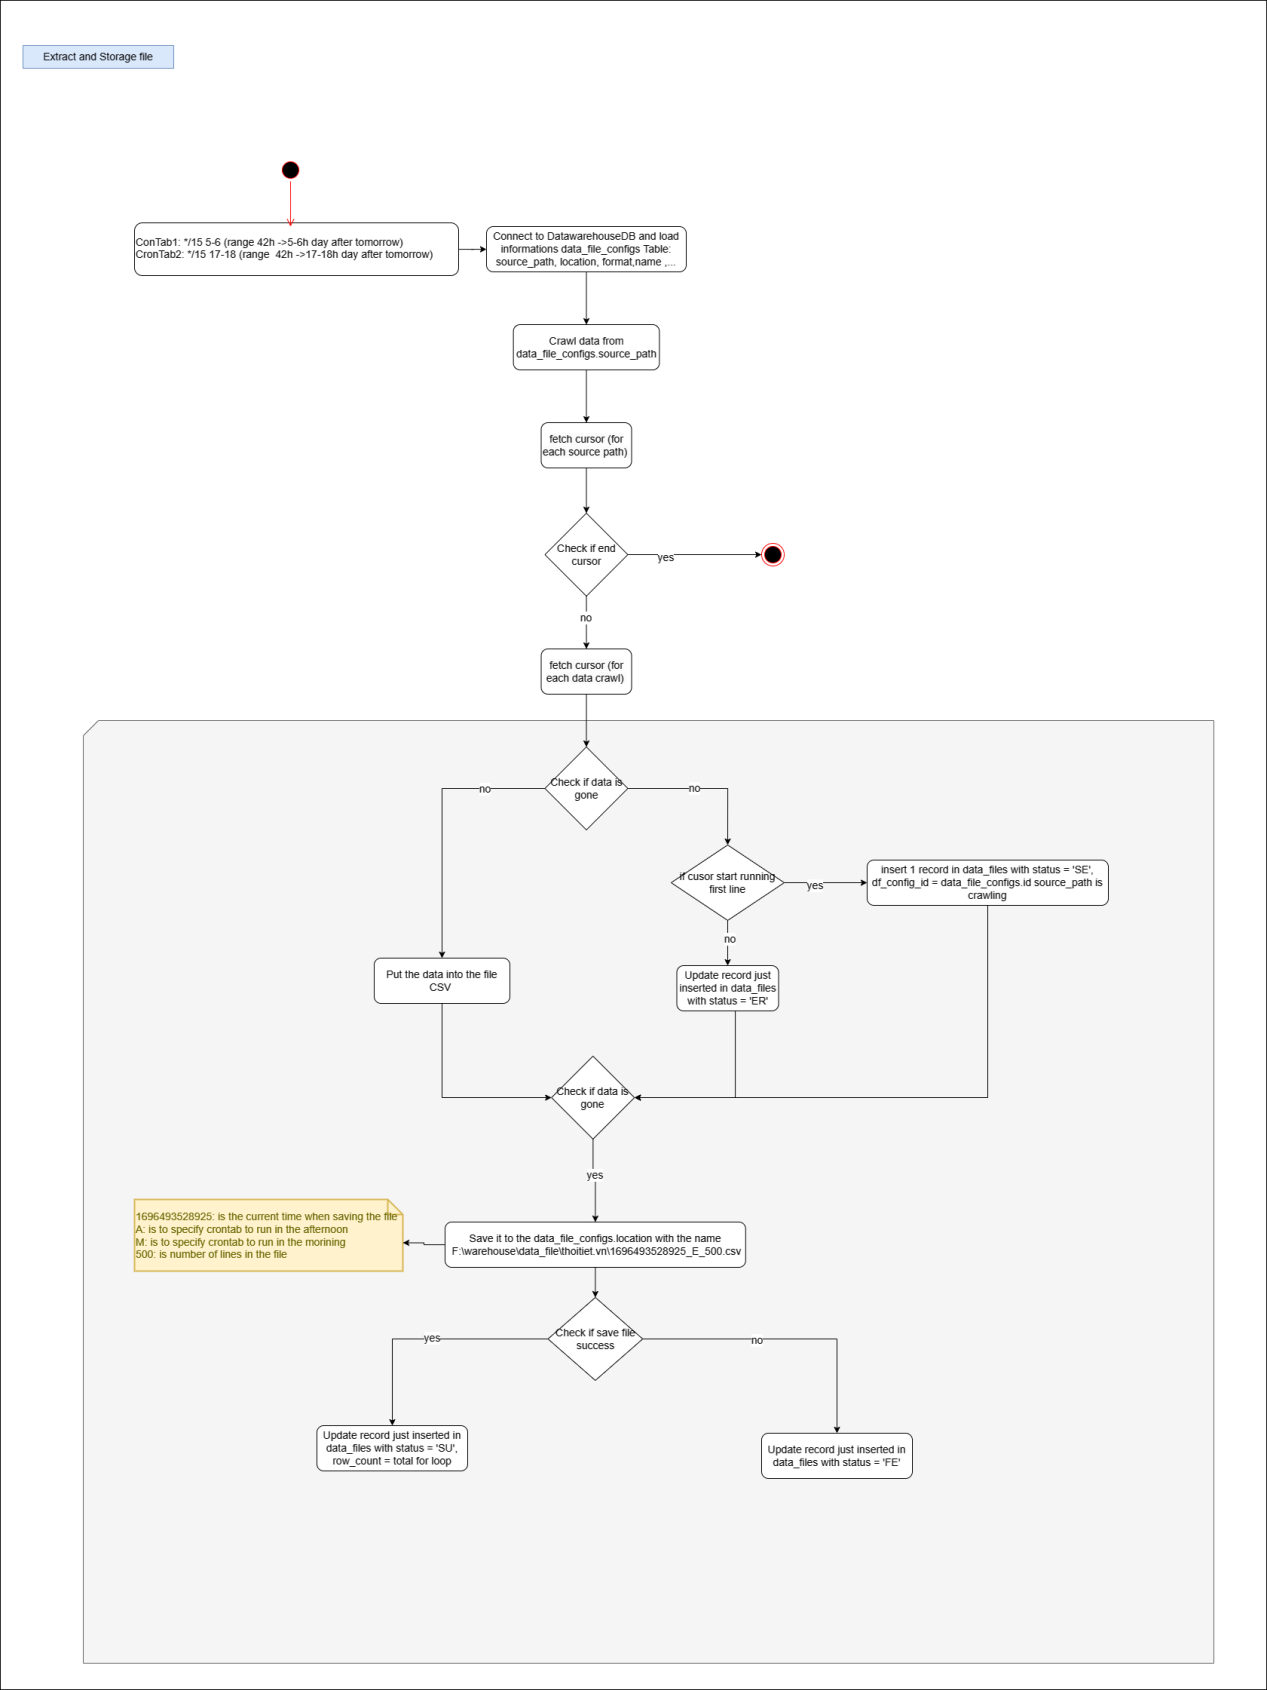 Extract and Storage file
ConTab1: */15 5-6 (range 42h ->5-6h day after tomorrow)
CronTab2: */15 17-18 (range  42h ->17-18h day after tomorrow)
Connect to DatawarehouseDB and load
informations data_file_configs Table:
source_path, location, format,name ,...
Crawl data from
data_file_configs.source_path
fetch cursor (for
each source path)
Check if end
cursor
yes
no
fetch cursor (for
each data crawl)
Check if data is
gone
no
no
if cusor start running
first line
yes
insert 1 record in data_files with status = 'SE',
df_config_id = data_file_configs.id source_path is
crawling
no
Put the data into the file
CSV
Update record just
inserted in data_files
with status = 'ER'
Check if data is
gone
yes
1696493528925: is the current time when saving the file
A: is to specify crontab to run in the afternoon
M: is to specify crontab to run in the morining
500: is number of lines in the file
Save it to the data_file_configs.location with the name
F:\warehouse\data_file\thoitiet.vn\1696493528925_E_500.csv
Check if save file
success
yes
no
Update record just inserted in
data_files with status = 'SU',
row_count = total for loop
Update record just inserted in
data_files with status = 'FE'